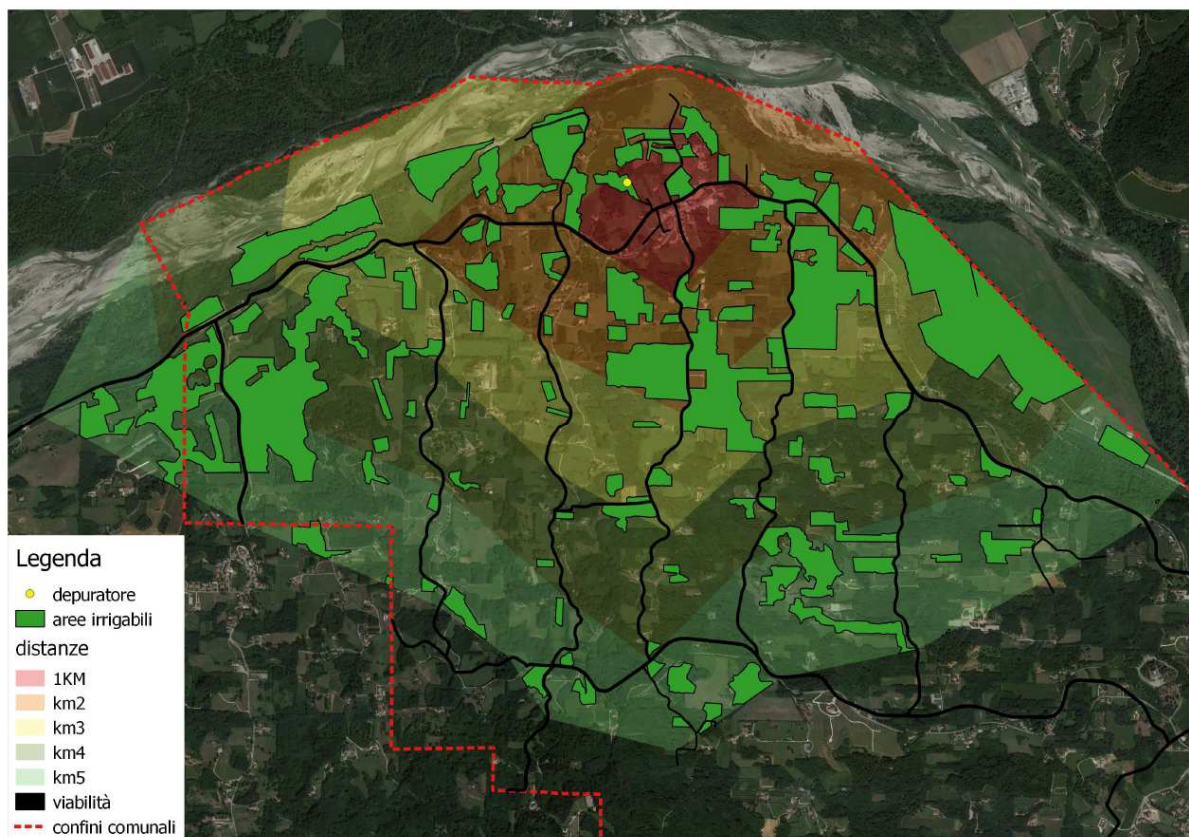 Legenda
depuratore
aree irrigabili
distanze
1KM
km2
km3
km4
km5
viabilità
confini comunali